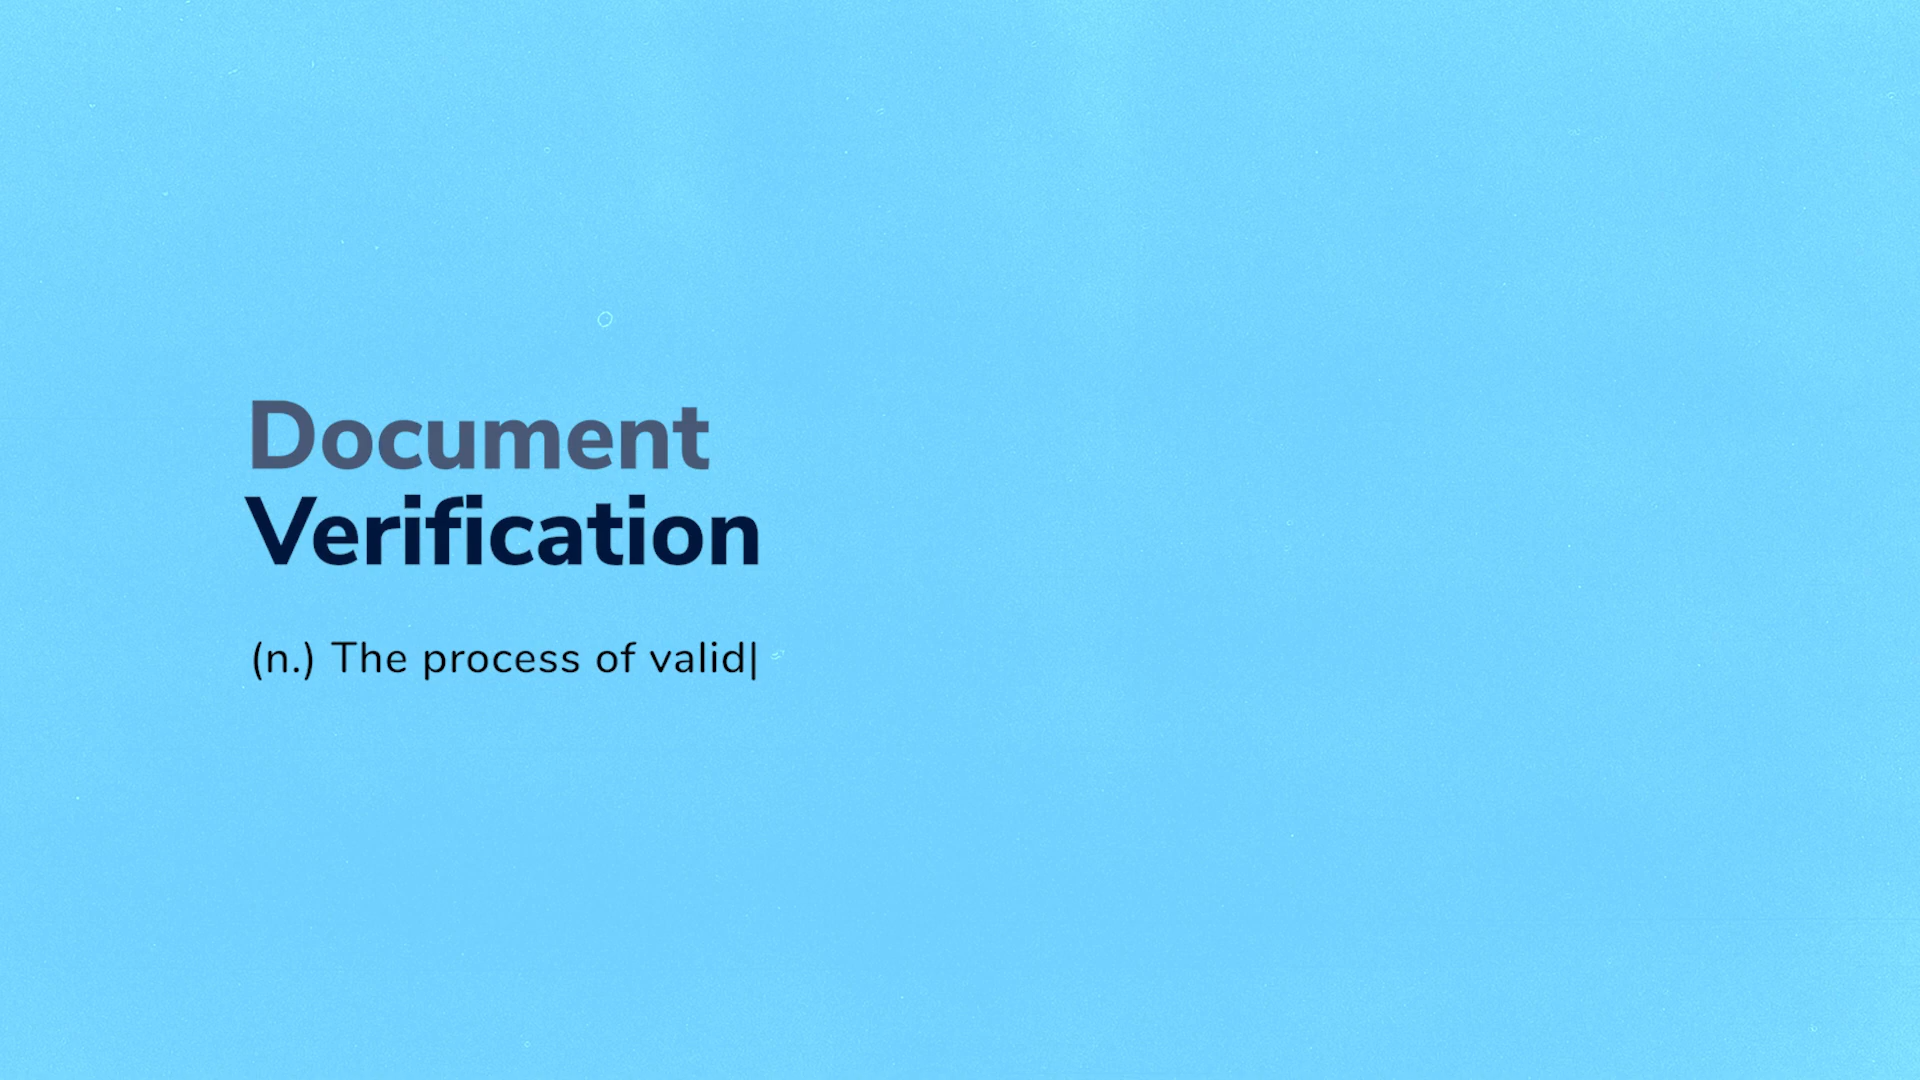 Document
Verification
(n.) The process of valid|